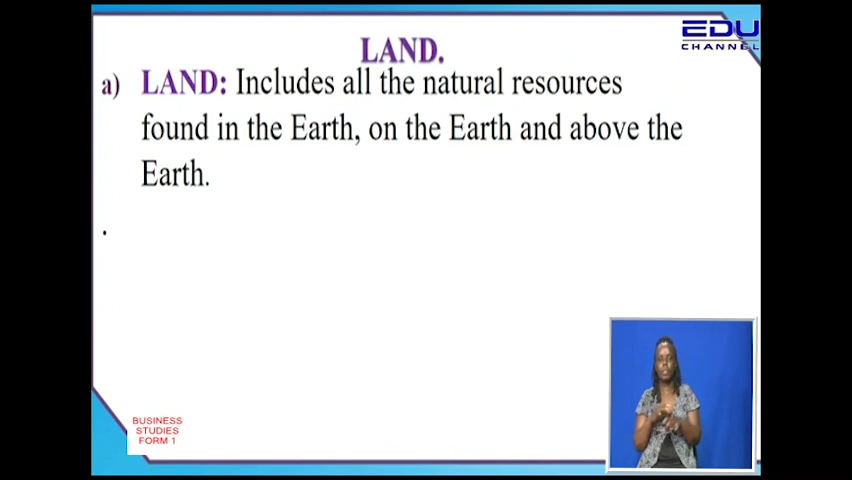 LAND.
EDU
CHANNEL
a) LAND: Includes all the natural resources
found in the Earth, on the Earth and above the
Earth.
.
BUSINESS
STUDIES
FORM 1